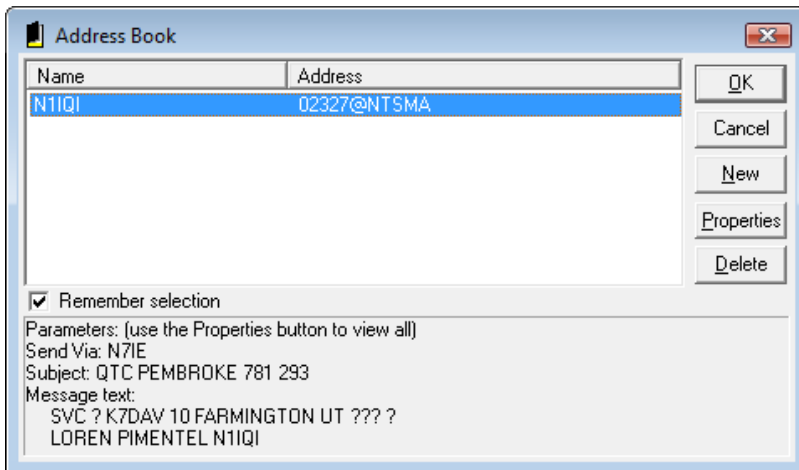 Address Book
Name Address
N1IQI 02327@NTSMA
OK
Cancel
New
Properties
Delete
Remember selection
Parameters: (use the Properties button to view all)
Send Via: N7IE
Subject: QTC PEMBROKE 781 293
Message text:
SVC ? K7DAV 10 FARMINGTON UT ??? ?
LOREN PIMENTEL N1IQI